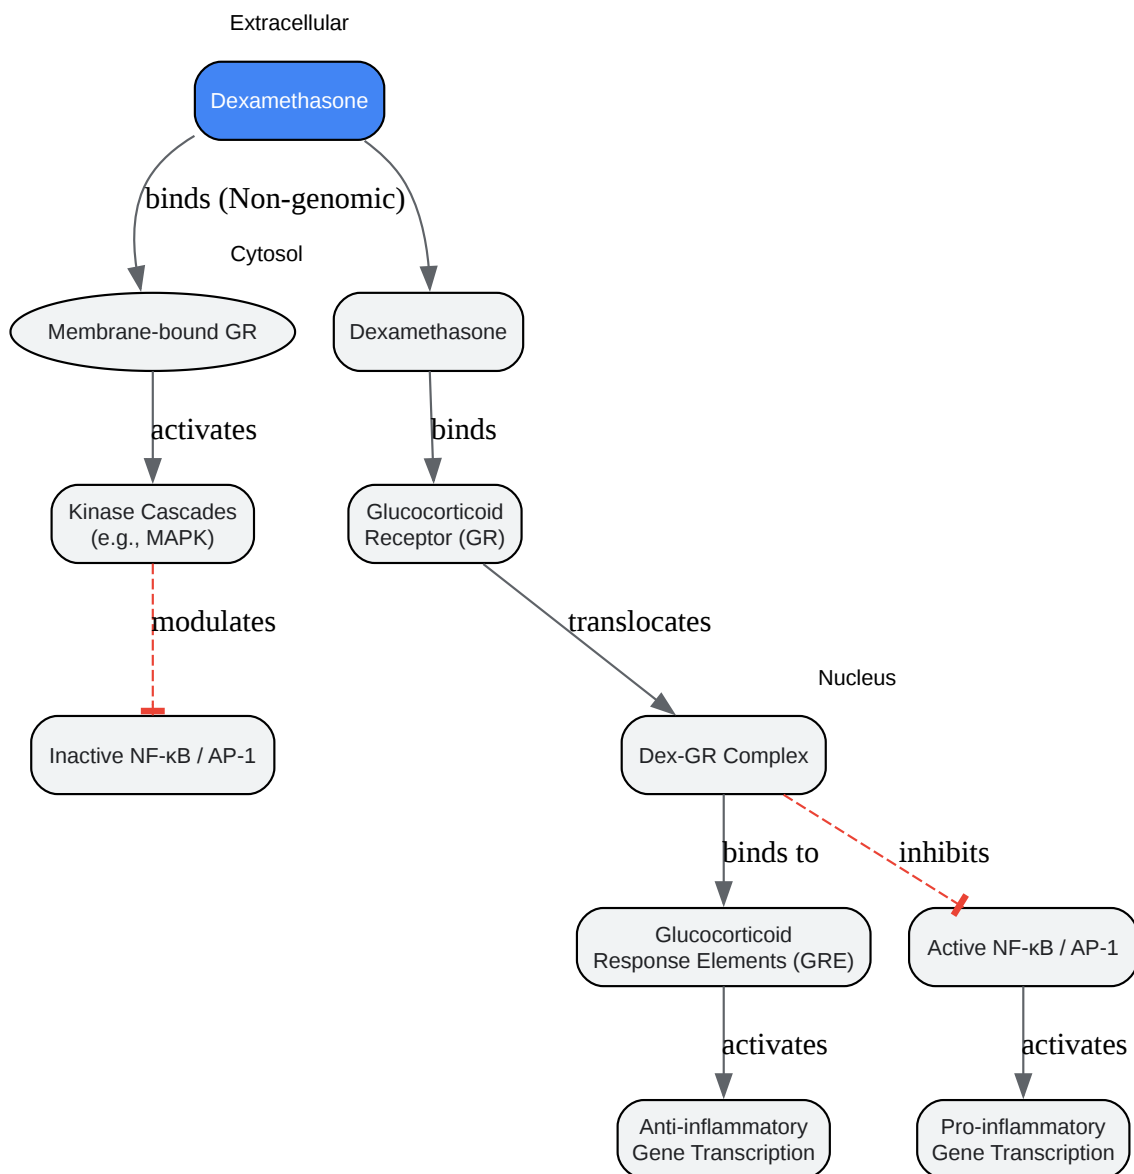 Extracellular
Dexamethasone
binds (Non-genomic)
Cytosol
Membrane-bound GR
Dexamethasone
activates
binds
Kinase Cascades
(e.g., MAPK)
Glucocorticoid
Receptor (GR)
modulates
translocates
Nucleus
Inactive NF-κB / AP-1
Dex-GR Complex
binds to
inhibits
Glucocorticoid
Response Elements (GRE)
Active NF-κB / AP-1
activates
activates
Anti-inflammatory
Gene Transcription
Pro-inflammatory
Gene Transcription